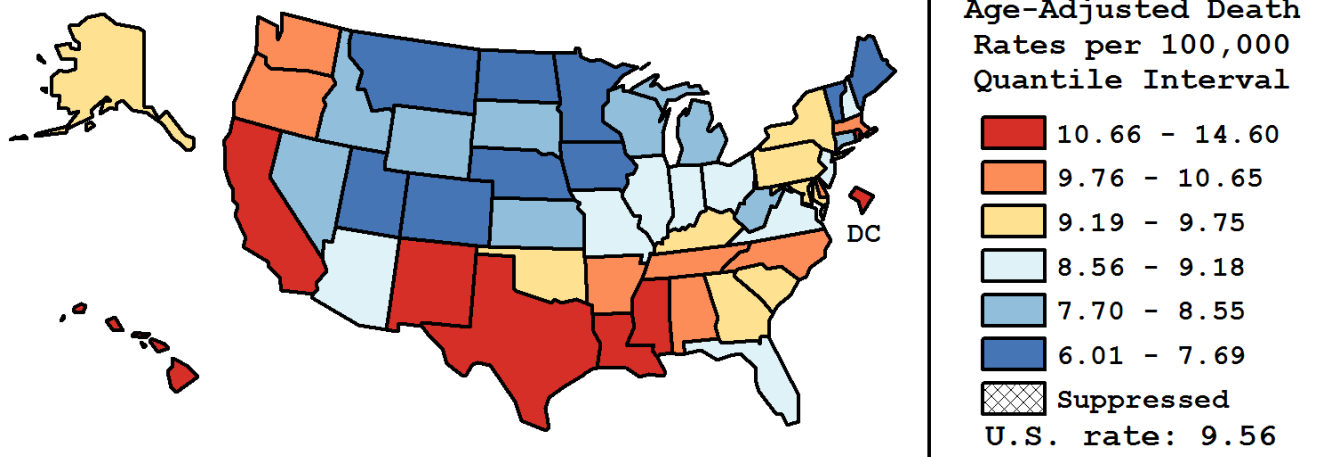 Age-Adjusted Death
Rates per 100,000
Quantile Interval
10.66 - 14.60
9.76 - 10.65
9.19 - 9.75
8.56 - 9.18
7.70 - 8.55
6.01 - 7.69
Suppressed
U.S. rate: 9.56
DC